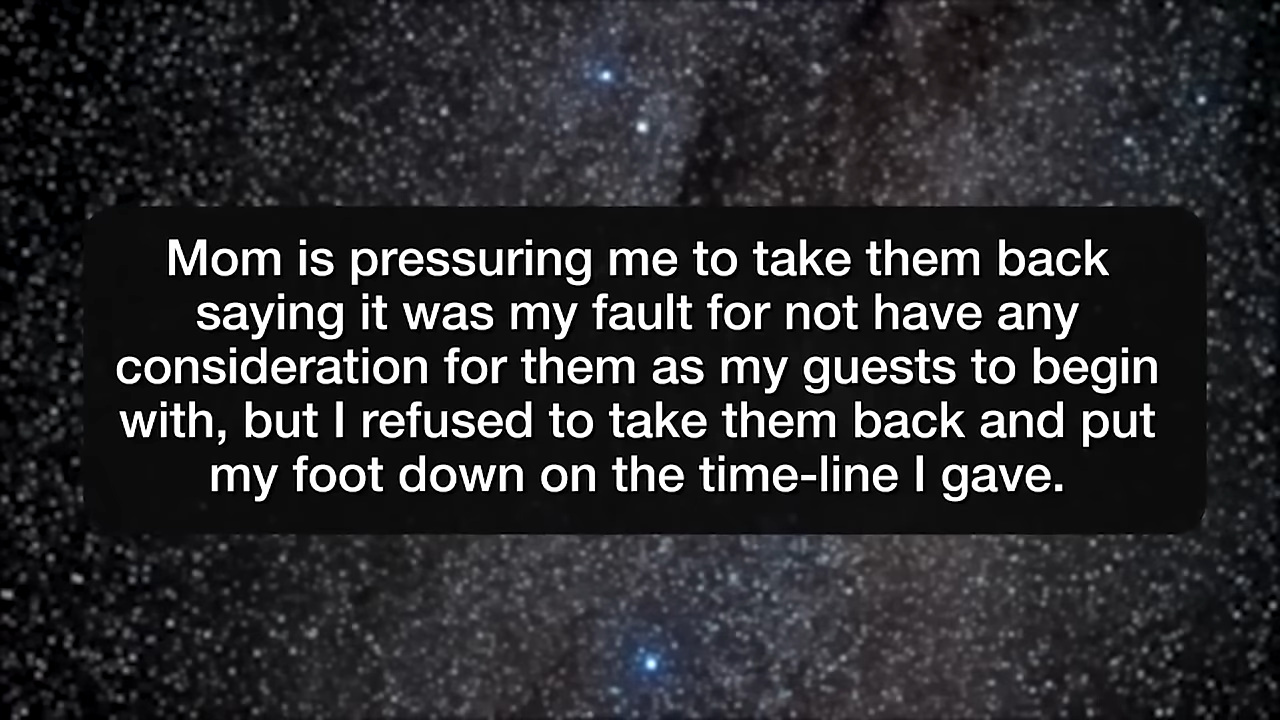 Mom is pressuring me to take them back
saying it was my fault for not have any
consideration for them as my guests to begin
with, but I refused to take them back and put
my foot down on the time-line I gave.